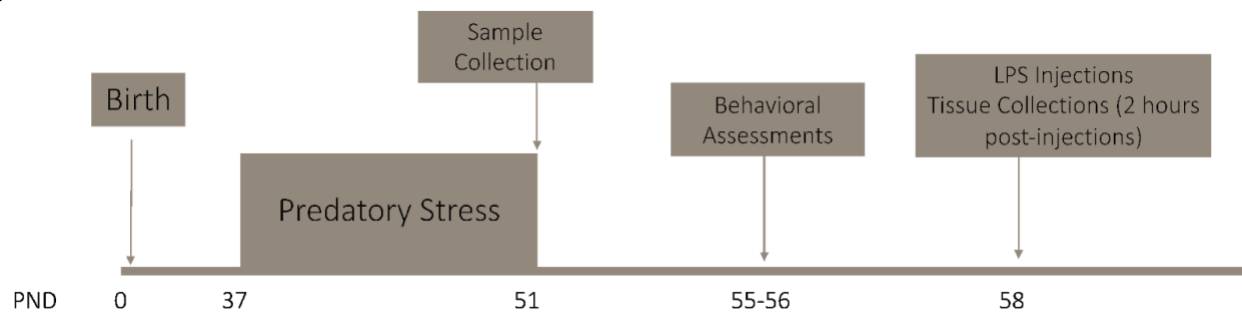 Sample
Collection
Birth
Behavioral
Assessments
LPS Injections
Tissue Collections (2 hours
post-injections)
Predatory Stress
PND 0 37 51 55-56 58